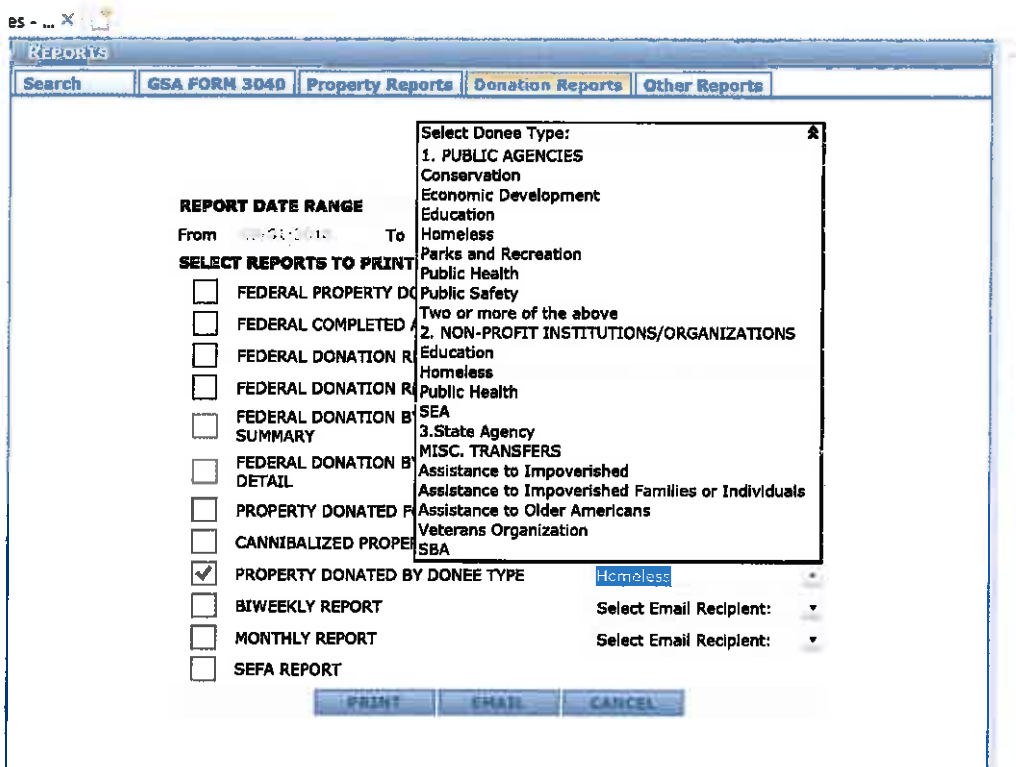 es - ... X
REPORTS
Search
GSA FORM 3040
Property Reports
Donation Reports
Other Reports
Select Donee Type:
1. PUBLIC AGENCIES
Conservation
Economic Development
Education
Homeless
Parks and Recreation
Public Health
Public Safety
Two or more of the above
2. NON-PROFIT INSTITUTIONS/ORGANIZATIONS
Education
Homeless
Public Health
SEA
3.State Agency
MISC. TRANSFERS
Assistance to Impoverished
Assistance to Impoverished Families or Individuals
Assistance to Older Americans
Veterans Organization
SBA
REPORT DATE RANGE
From To
SELECT REPORTS TO PRINT
FEDERAL PROPERTY
FEDERAL COMPLETED
FEDERAL DONATION
FEDERAL DONATION
FEDERAL DONATION
SUMMARY
FEDERAL DONATION
DETAIL
PROPERTY DONATED
CANNIBALIZED
PROPERTY DONATED BY DONEE TYPE Homeless
BIWEEKLY REPORT Select Email Recipient:
MONTHLY REPORT Select Email Recipient:
SEFA REPORT
PRINT EMAIL CANCEL